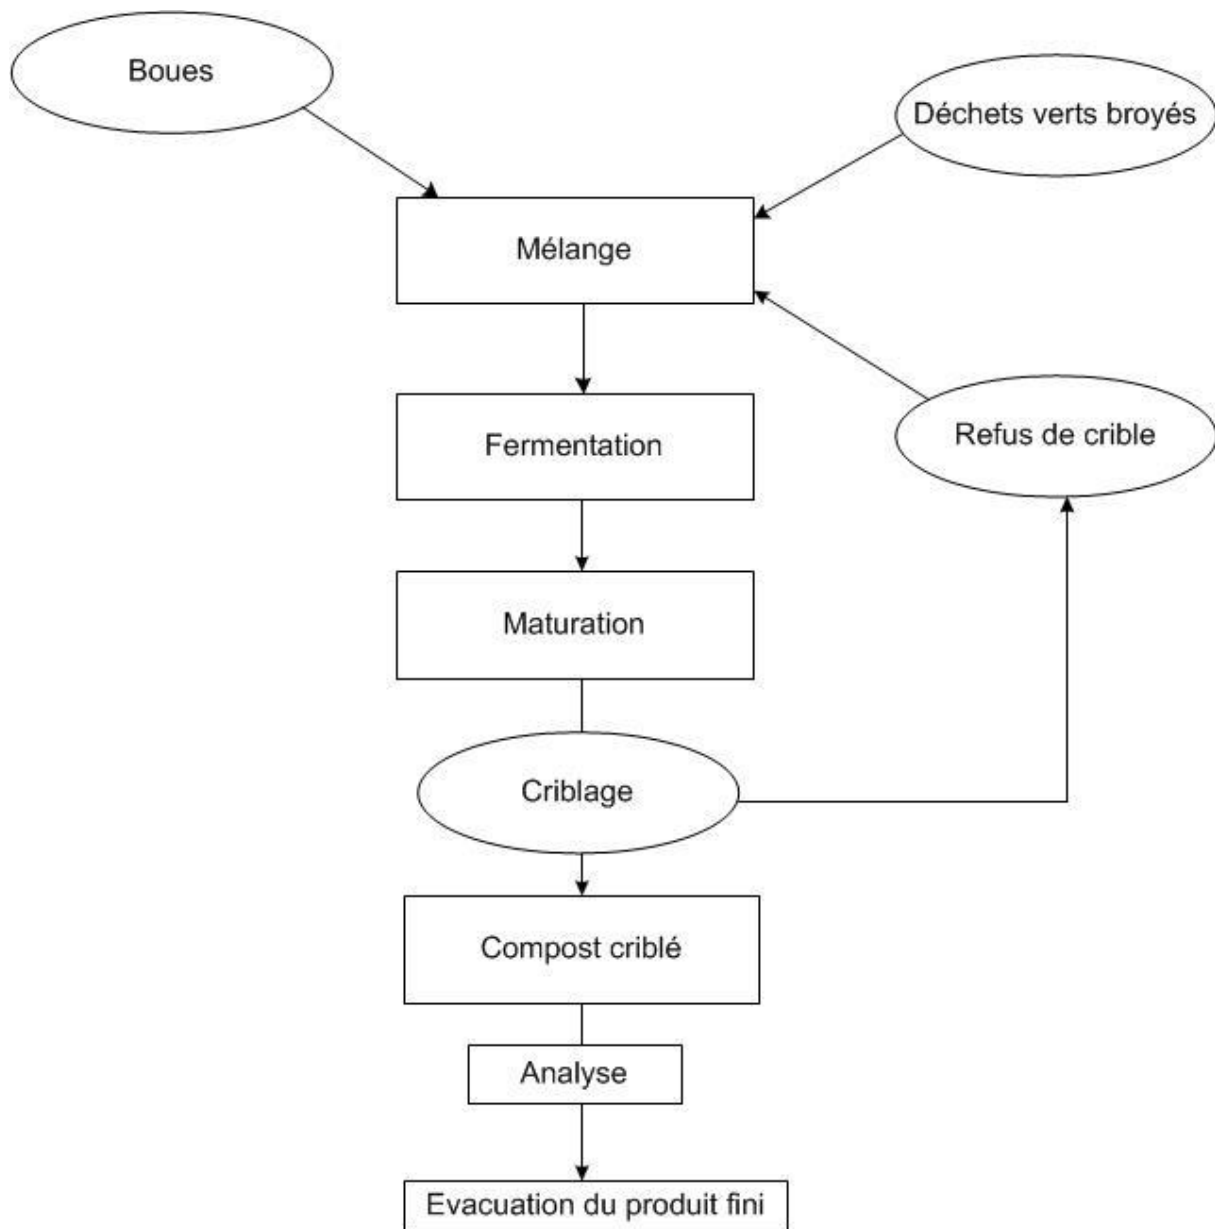 Boues
Déchets verts broyés
Mélange
Fermentation
Refus de crible
Maturation
Criblage
Compost criblé
Analyse
Evacuation du produit fini